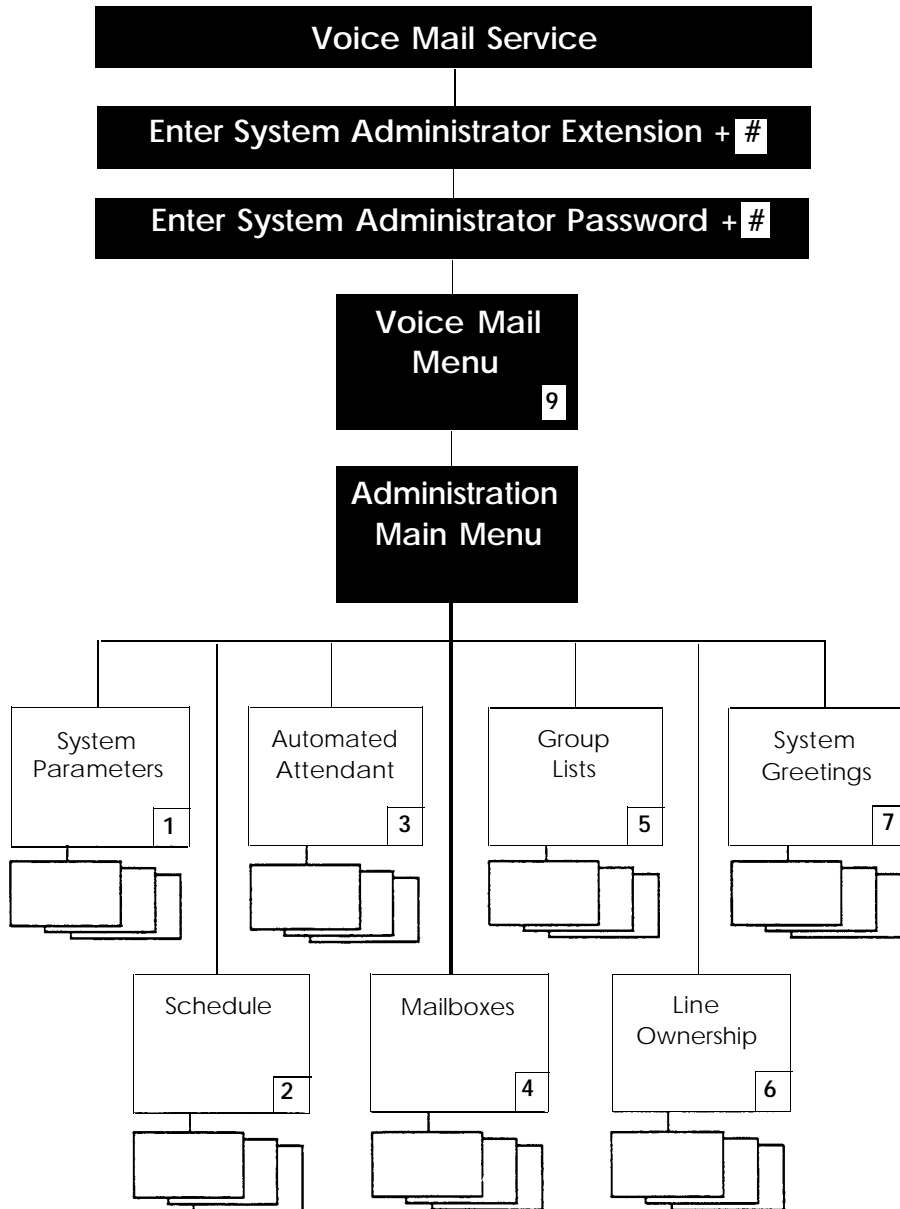 Voice Mail Service
Enter System Administrator Extension + #
Enter System Administrator Password + #
Voice Mail
Menu
9
Administration
Main Menu
System
Parameters
1
Automated
Attendant
3
Group
Lists
5
System
Greetings
7
Schedule
2
Mailboxes
4
Line
Ownership
6